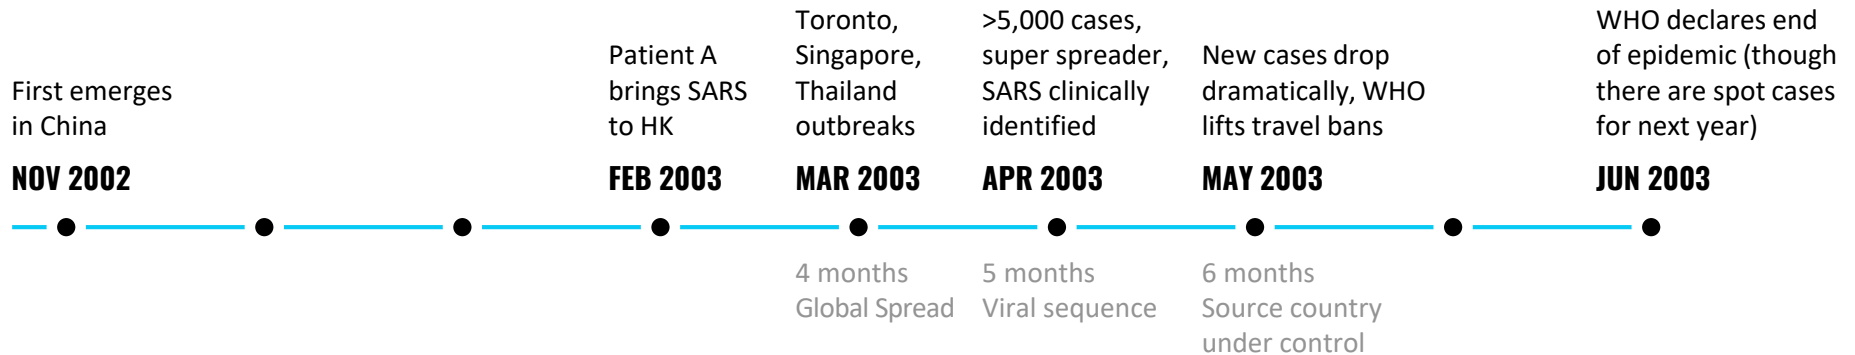 First emerges
in China
NOV 2002
Patient A
brings SARS
to HK
FEB 2003
Toronto,
Singapore,
Thailand
outbreaks
MAR 2003
4 months
Global Spread
>5,000 cases,
super spreader,
SARS clinically
identified
APR 2003
5 months
Viral sequence
New cases drop
dramatically, WHO
lifts travel bans
MAY 2003
6 months
Source country
under control
WHO declares end
of epidemic (though
there are spot cases
for next year)
JUN 2003